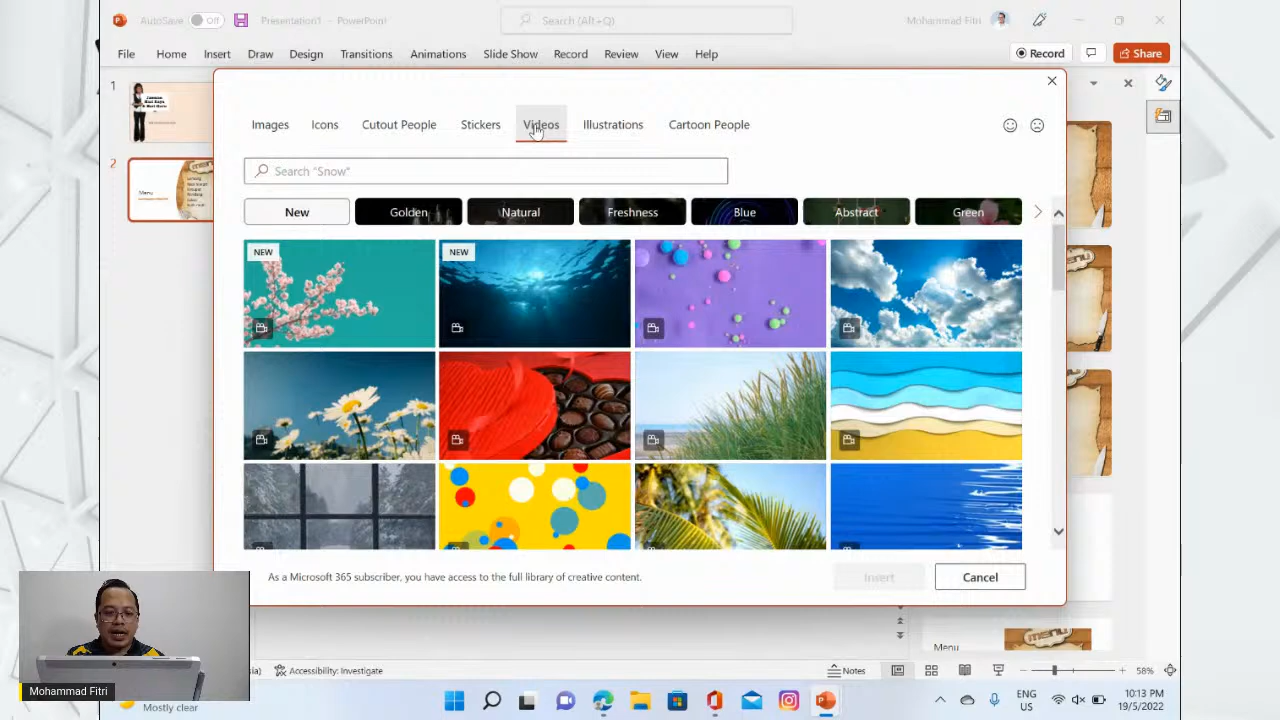 AutoSave Off Presentation1 - PowerPoint Search (Alt+Q) Mohammad Fitri
File Home Insert Draw Design Transitions Animations Slide Show Record Review View Help Record Share
1
2
Menu
Images Icons Cutout People Stickers Videos Illustrations Cartoon People
Search "Snow"
New Golden Natural Freshness Blue Abstract Green
NEW NEW
As a Microsoft 365 subscriber, you have access to the full library of creative content.
Insert Cancel
Menu MENU
Accessibility: Investigate Notes 58%
Mohammad Fitri
Mostly clear
ENG
US
10:13 PM
19/5/2022